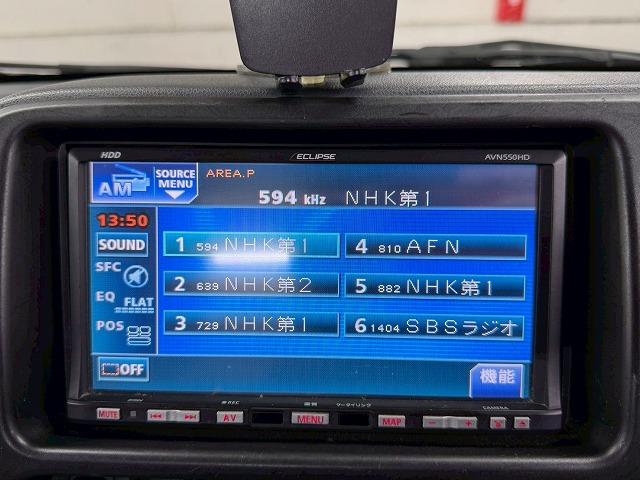 HDD
ECLIPSE
AVN550HD
AM
SOURCE
MENU
AREA.P
594 kHz NHK第1
13:50
SOUND
SFC
EQ FLAT
POS
OFF
1 594 NHK第1
2 639 NHK第2
3 729 NHK第1
4 810 AFN
5 882 NHK第1
6 1404 SBSラジオ
機能
MUTE
AV
MENU
MAP
− +
CAMERA